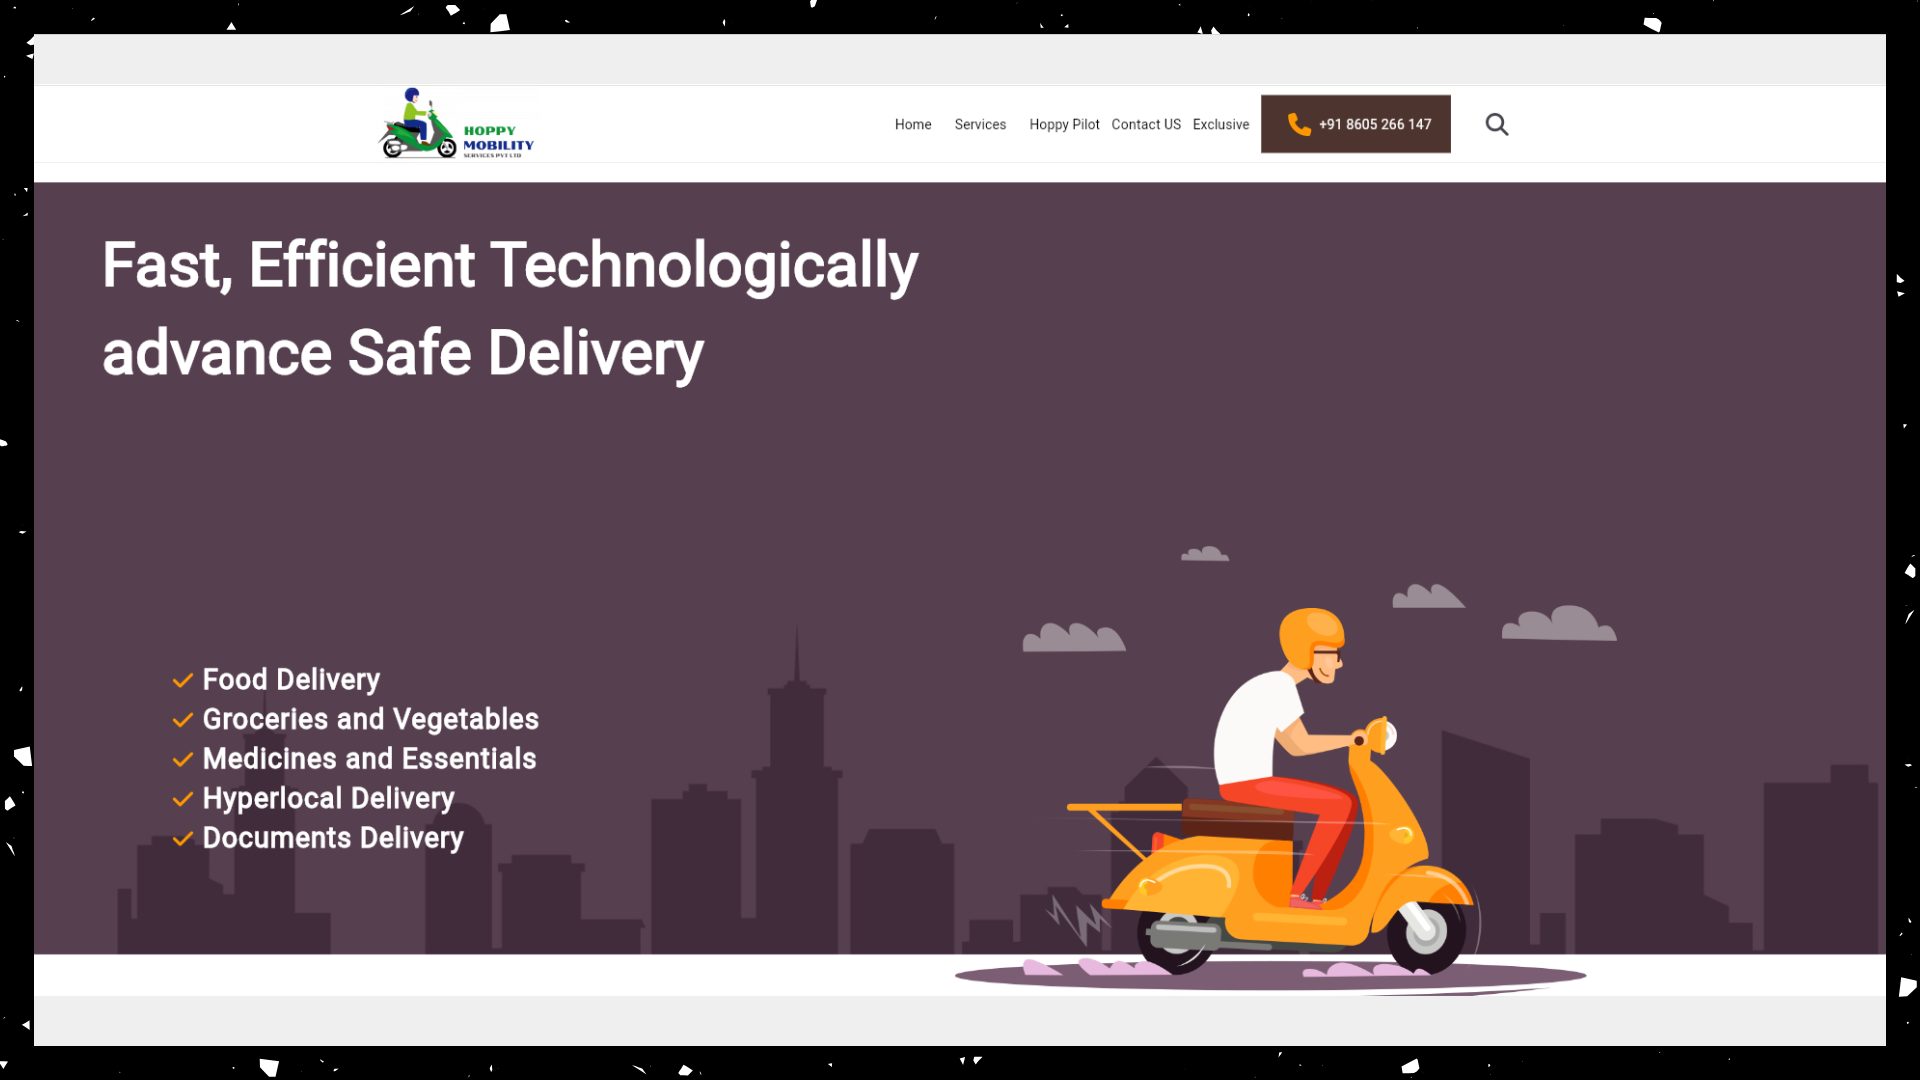 HOPPY
MOBILITY
SERVICES PVT LTD
Home Services Hoppy Pilot Contact US Exclusive +91 8605 266 147
Fast, Efficient Technologically
advance Safe Delivery
Food Delivery
Groceries and Vegetables
Medicines and Essentials
Hyperlocal Delivery
Documents Delivery